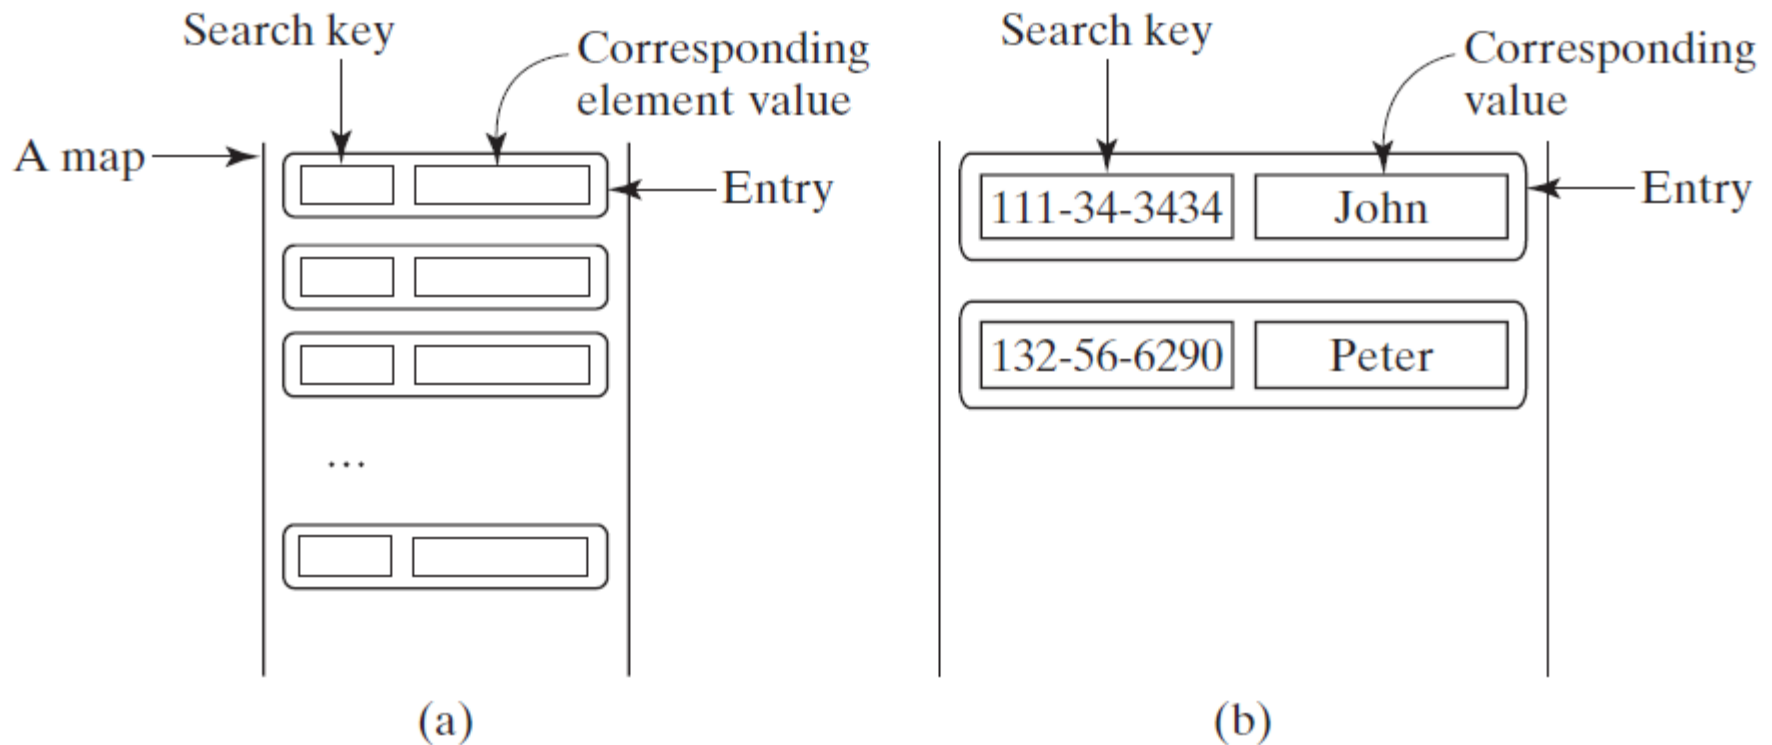 Search key
Corresponding
element value
A map
Entry
...
(a)
Search key
Corresponding
value
111-34-3434
John
Entry
132-56-6290
Peter
(b)